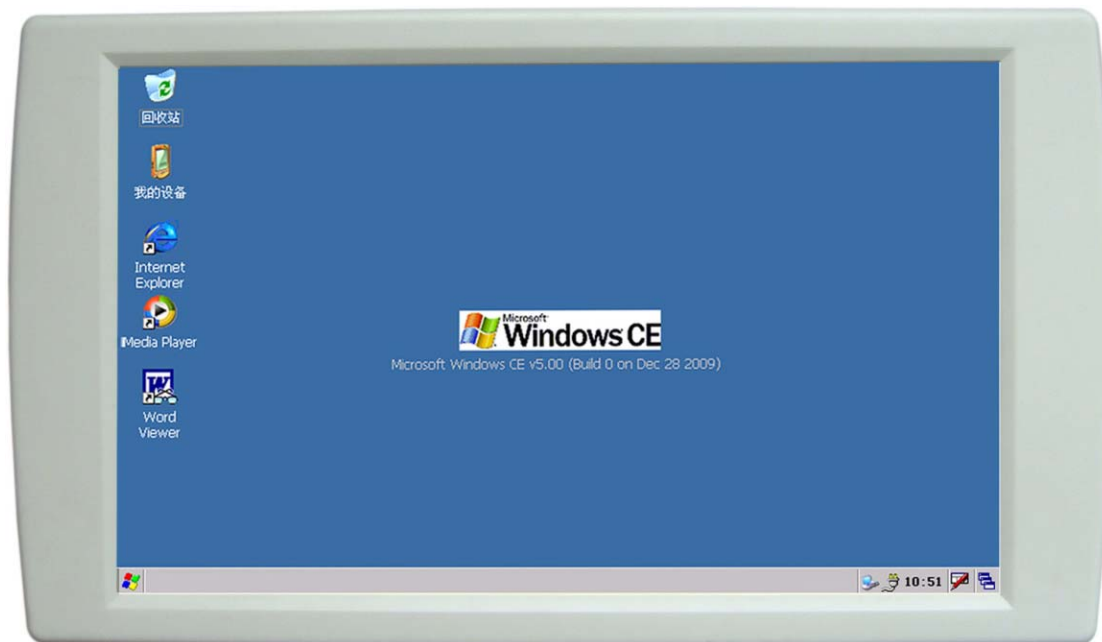 回收站
我的设备
Internet
Explorer
Media Player
Word
Viewer
Microsoft
Windows CE
Microsoft Windows CE v5.00 (Build 0 on Dec 28 2009)
10:51